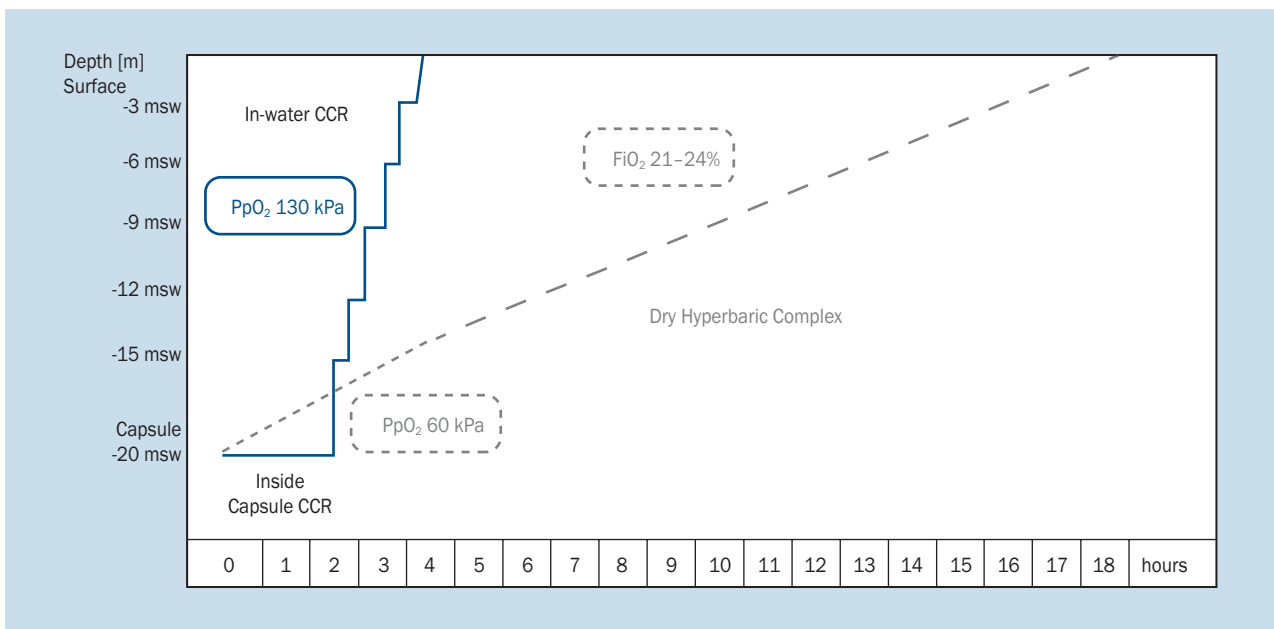 Depth [m]
Surface
-3 msw
In-water CCR
-6 msw
FiO₂ 21–24%
PpO₂ 130 kPa
-9 msw
-12 msw
Dry Hyperbaric Complex
-15 msw
PpO₂ 60 kPa
Capsule
-20 msw
Inside
Capsule CCR
0 1 2 3 4 5 6 7 8 9 10 11 12 13 14 15 16 17 18 hours